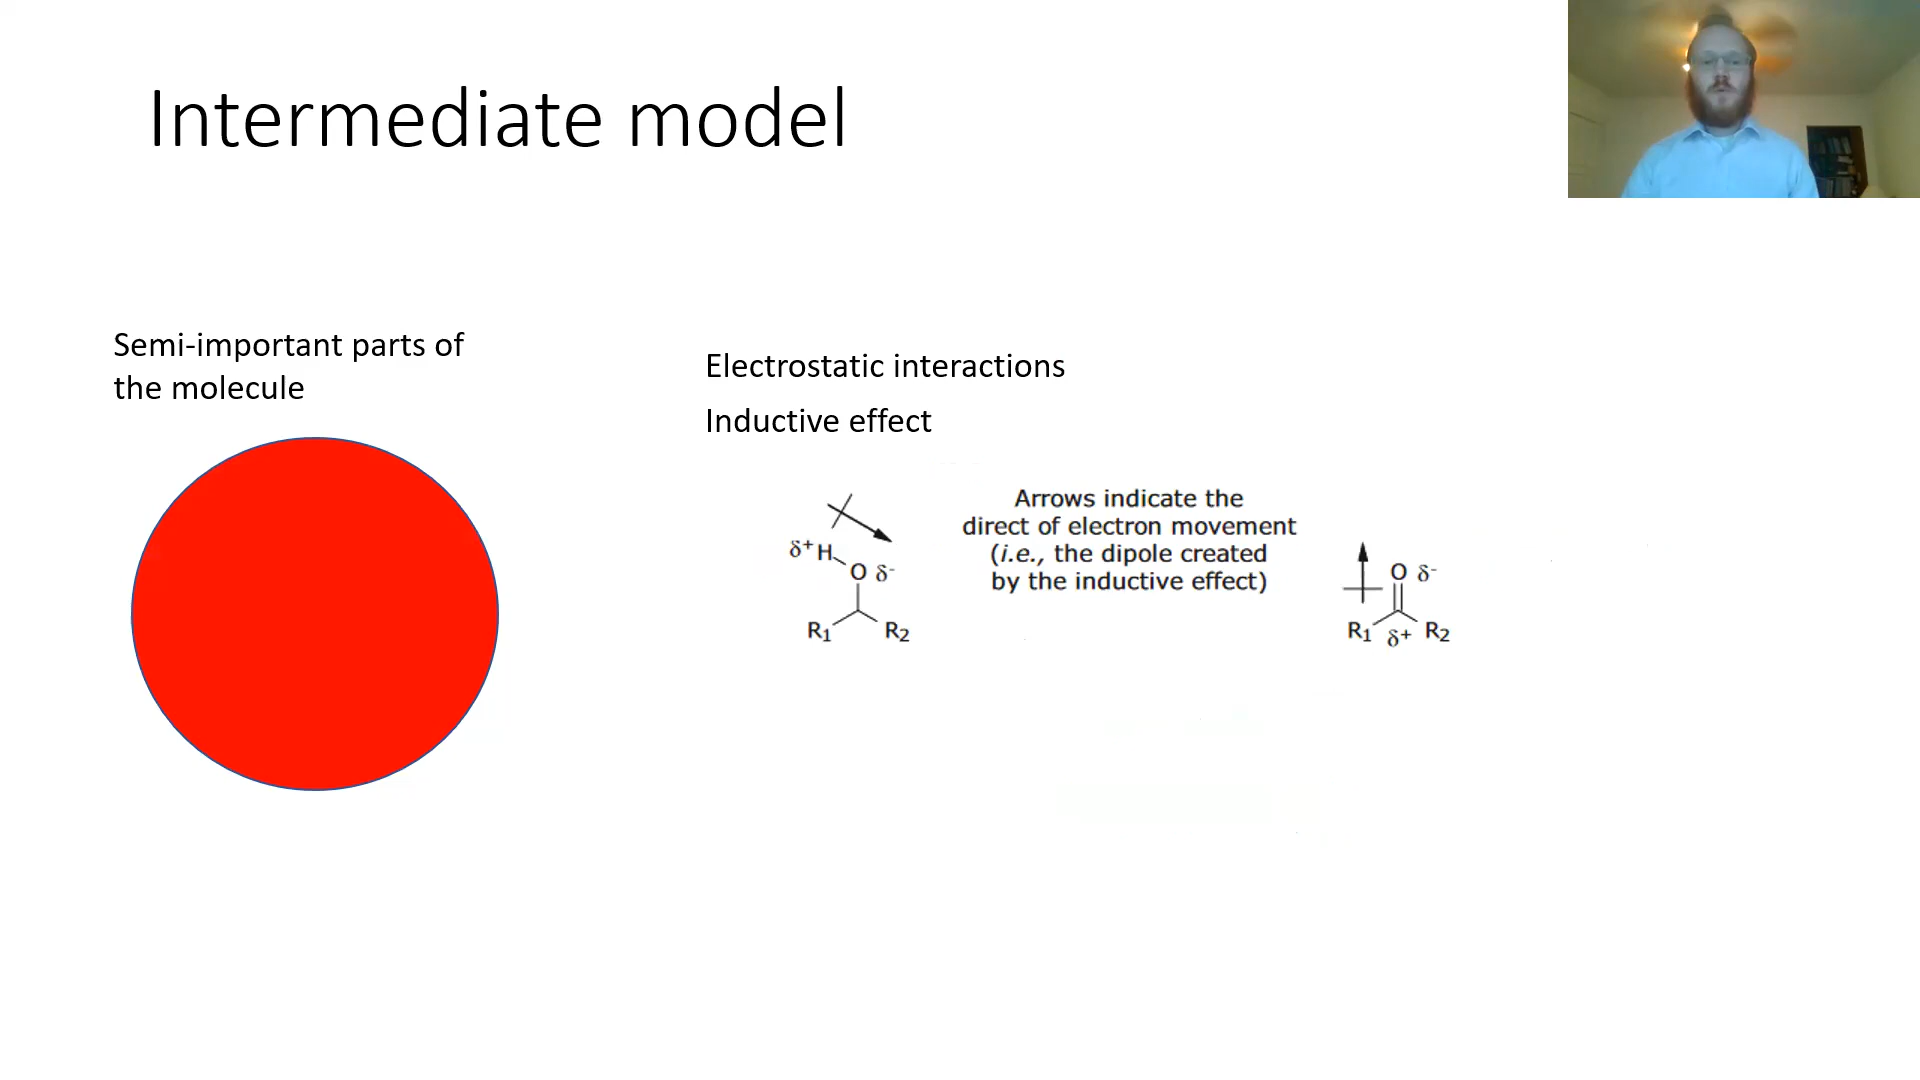 Intermediate model
Semi-important parts of
the molecule
Electrostatic interactions
Inductive effect
Arrows indicate the
direct of electron movement
(i.e., the dipole created
by the inductive effect)
δ⁺ H
O δ⁻
R₁ R₂
O δ⁻
R₁ δ⁺ R₂